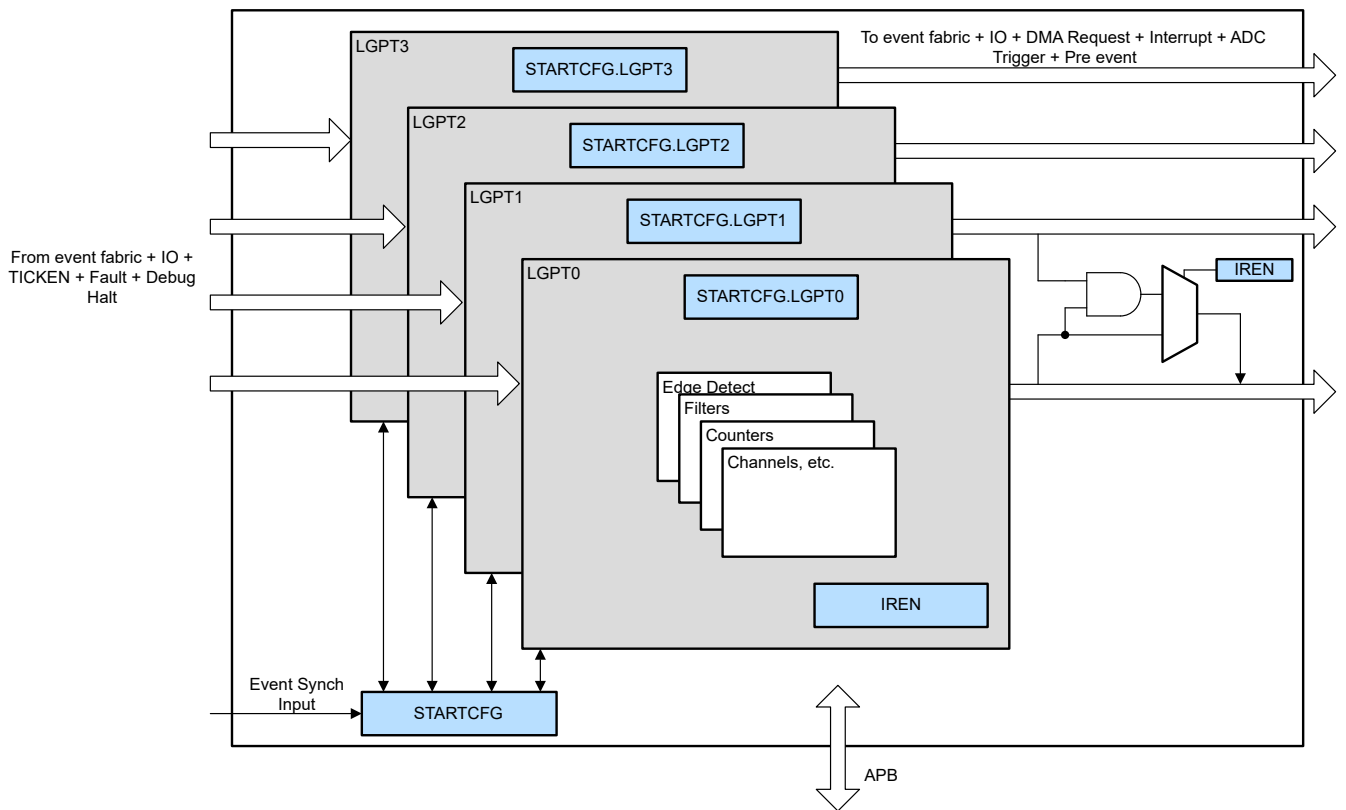 LGPT3
STARTCFG.LGPT3
To event fabric + IO + DMA Request + Interrupt + ADC
Trigger + Pre event
LGPT2
STARTCFG.LGPT2
LGPT1
STARTCFG.LGPT1
From event fabric + IO +
TICKEN + Fault + Debug
Halt
LGPT0
STARTCFG.LGPT0
IREN
Edge Detect
Filters
Counters
Channels, etc.
IREN
Event Synch
Input
STARTCFG
APB